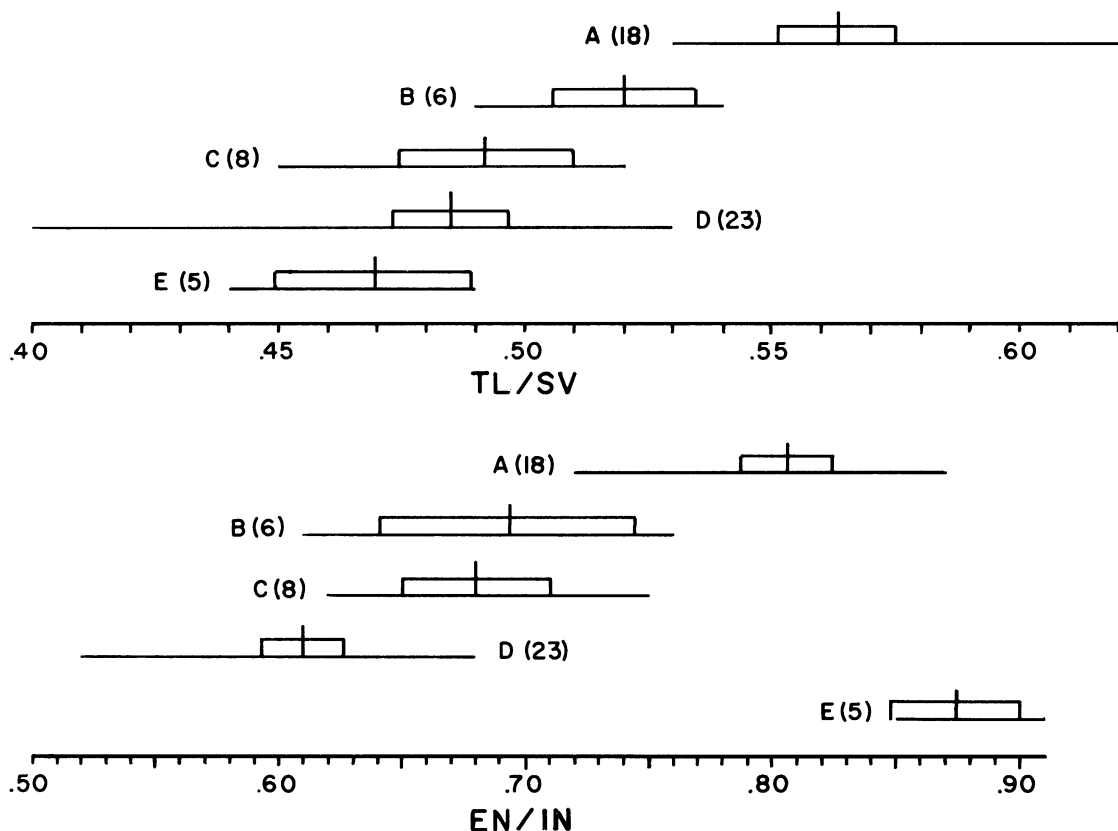 A (18)
B (6)
C (8)
D (23)
E (5)
.40 .45 .50 .55 .60
TL/SV
A (18)
B (6)
C (8)
D (23)
E (5)
.50 .60 .70 .80 .90
EN/IN